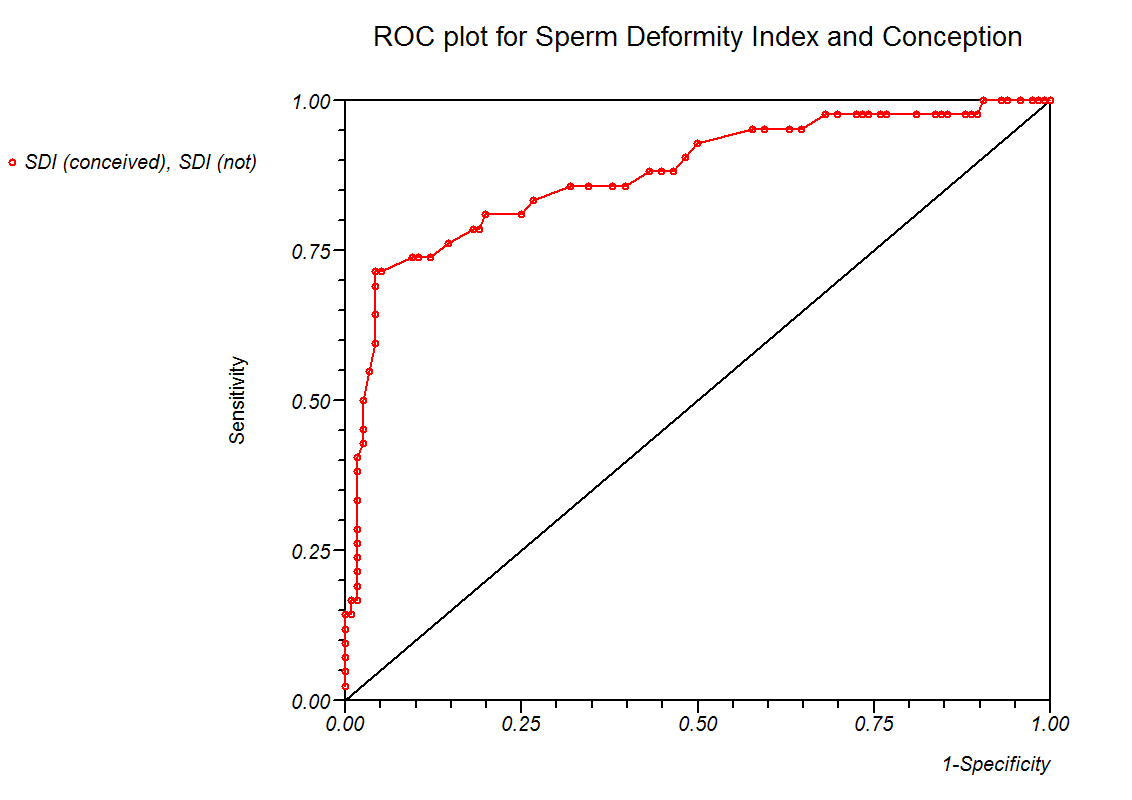 ROC plot for Sperm Deformity Index and Conception
SDI (conceived), SDI (not)
1.00
0.75
Sensitivity
0.50
0.25
0.00
0.00 0.25 0.50 0.75 1.00
1-Specificity